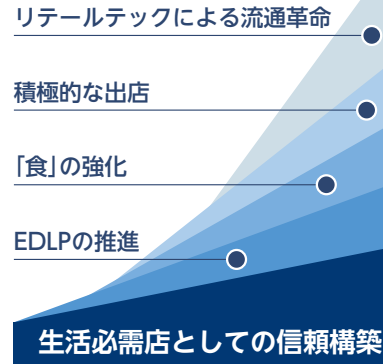 リテールテックによる流通革命
積極的な出店
「食」の強化
EDLPの推進
生活必需店としての信頼構築